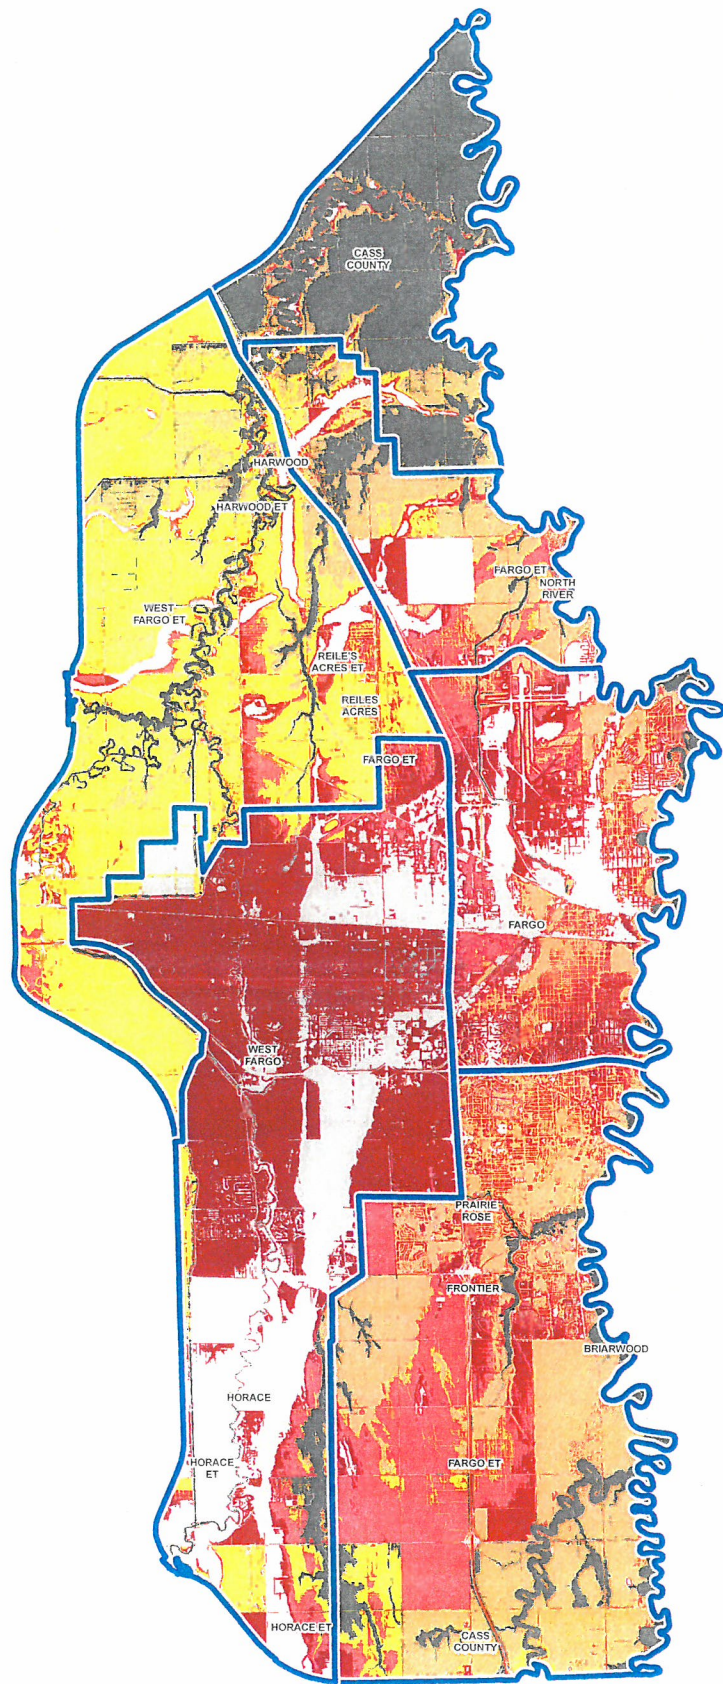 CASS
COUNTY
HARWOOD
HARWOOD ET
FARGO ET
NORTH
RIVER
WEST
FARGO ET
REILE'S
ACRES ET
REILES
ACRES
FARGO ET
FARGO
WEST
FARGO
PRAIRIE
ROSE
FRONTIER
BRIARWOOD
HORACE
HORACE
ET
FARGO ET
HORACE ET
CASS
COUNTY